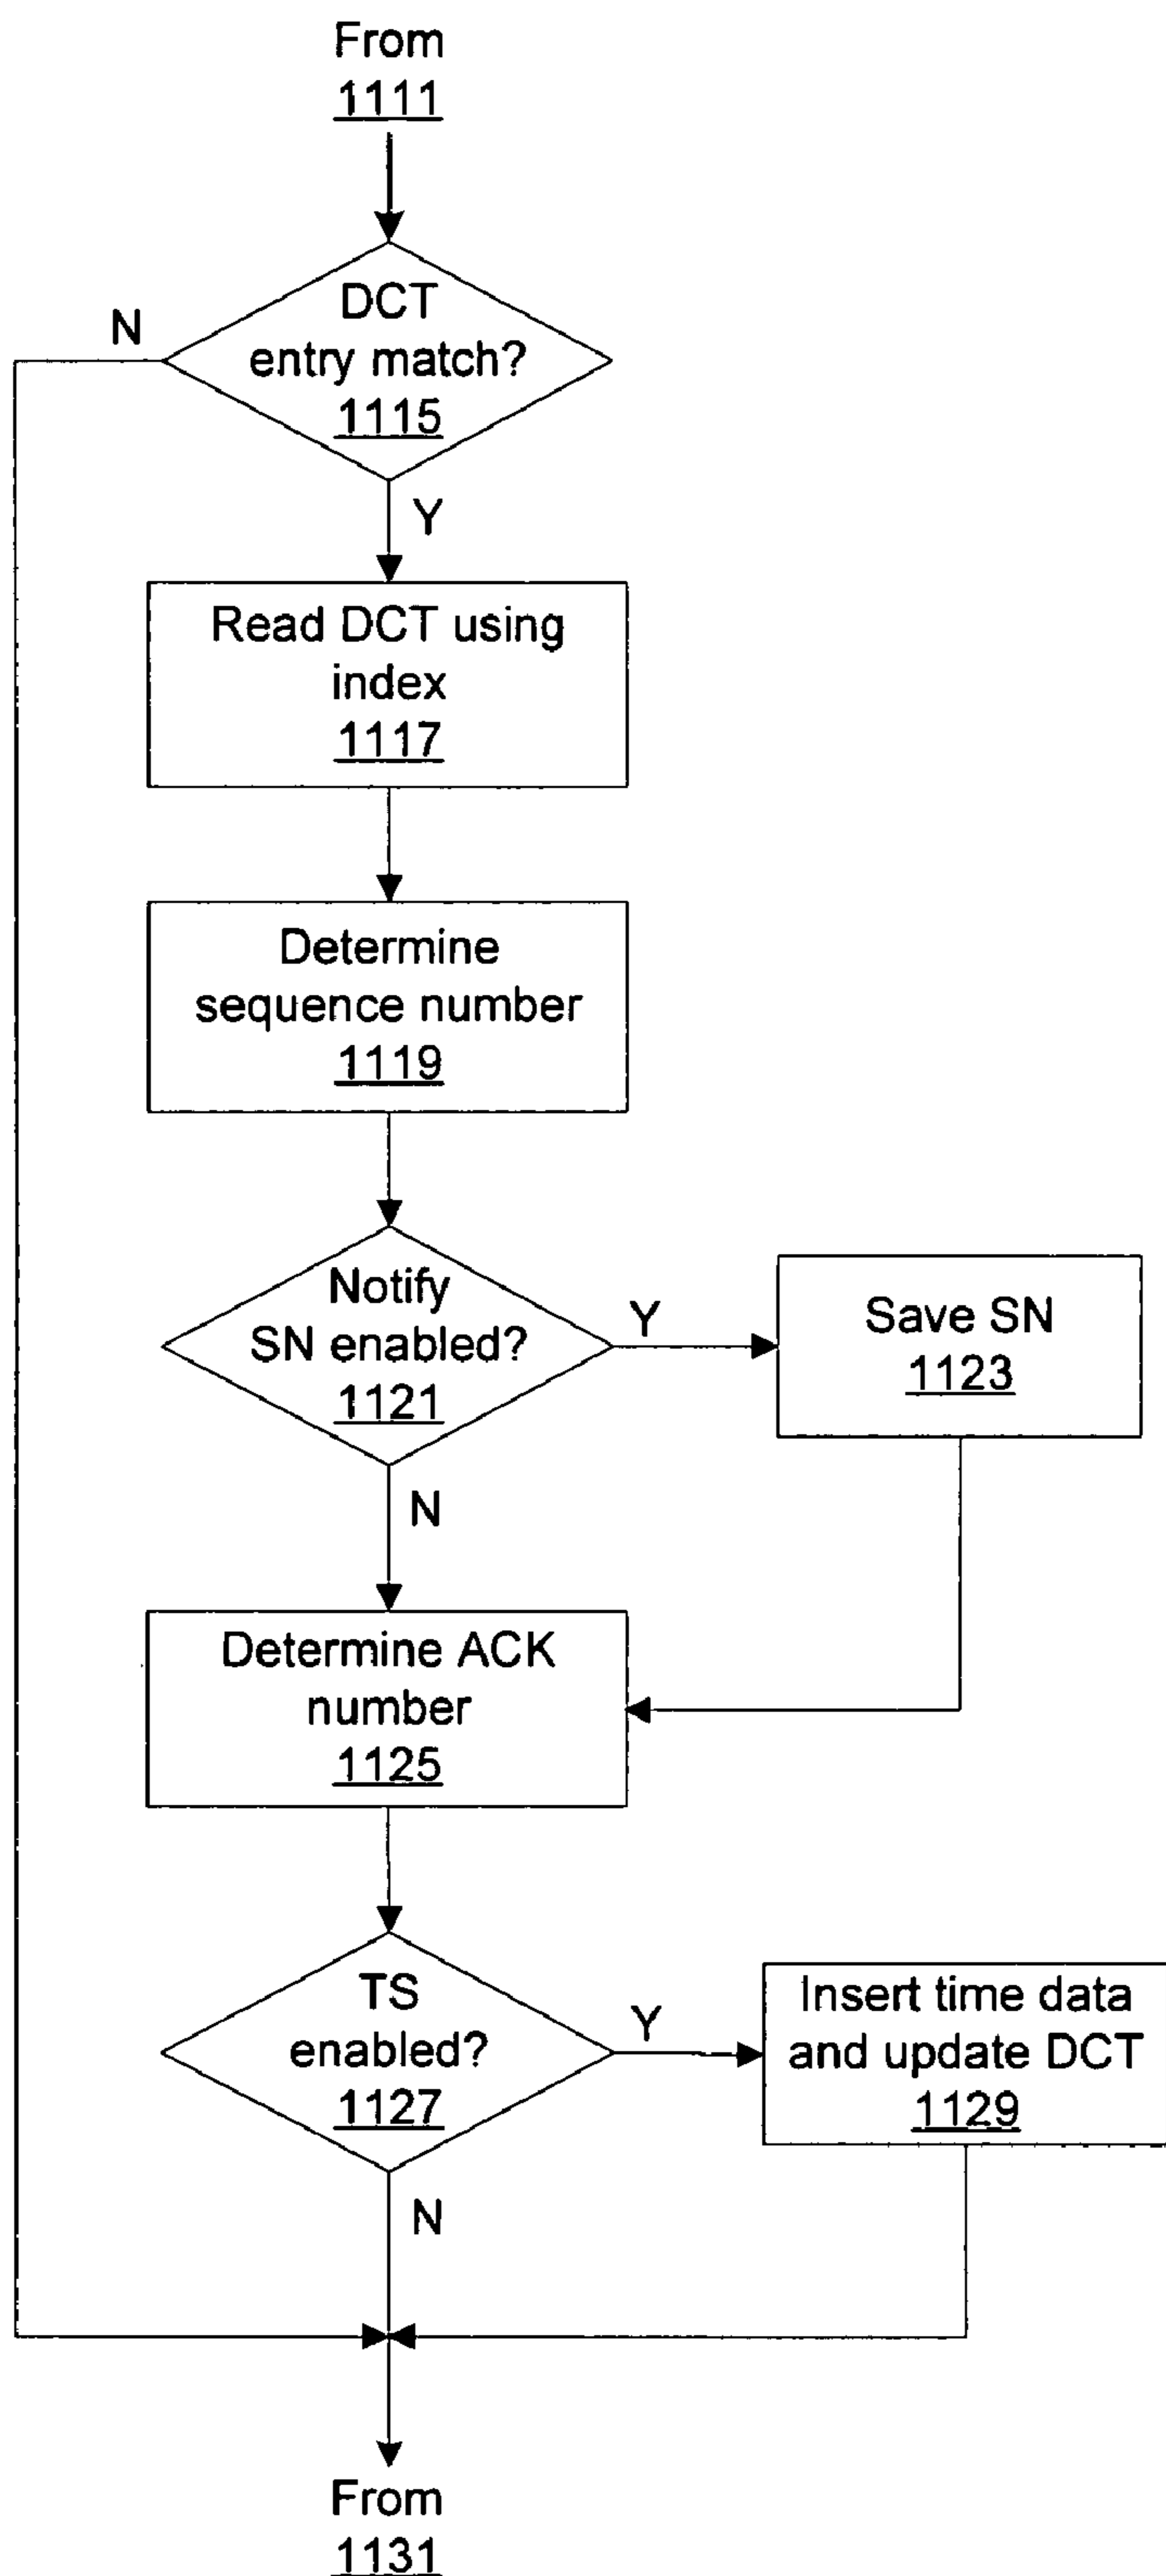 From
1111
DCT
entry match?
1115
N
Y
Read DCT using
index
1117
Determine
sequence number
1119
Notify
SN enabled?
1121
Y
Save SN
1123
N
Determine ACK
number
1125
TS
enabled?
1127
Y
Insert time data
and update DCT
1129
N
From
1131